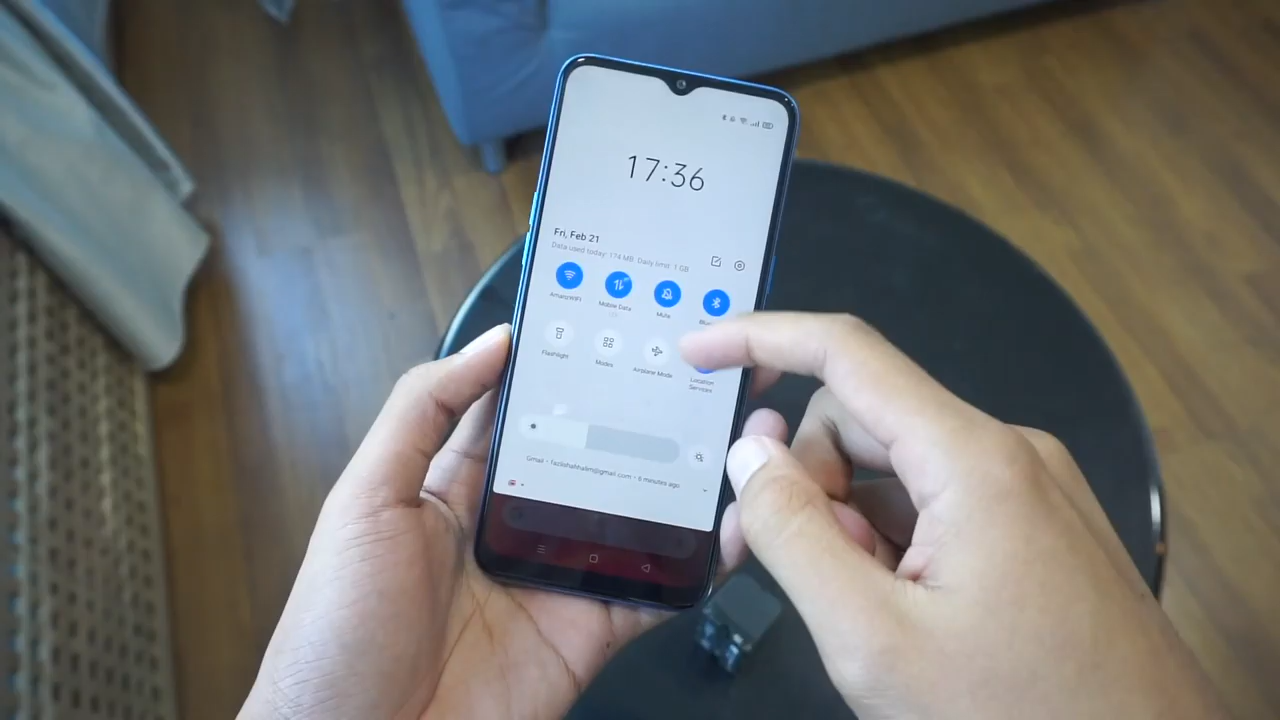 17:36
Fri, Feb 21
Data used today: 174 MB Daily limit: 1 GB
AmanzWiFi
Mobile Data
Mute
Flashlight
Modes
Airplane Mode
Location
Services